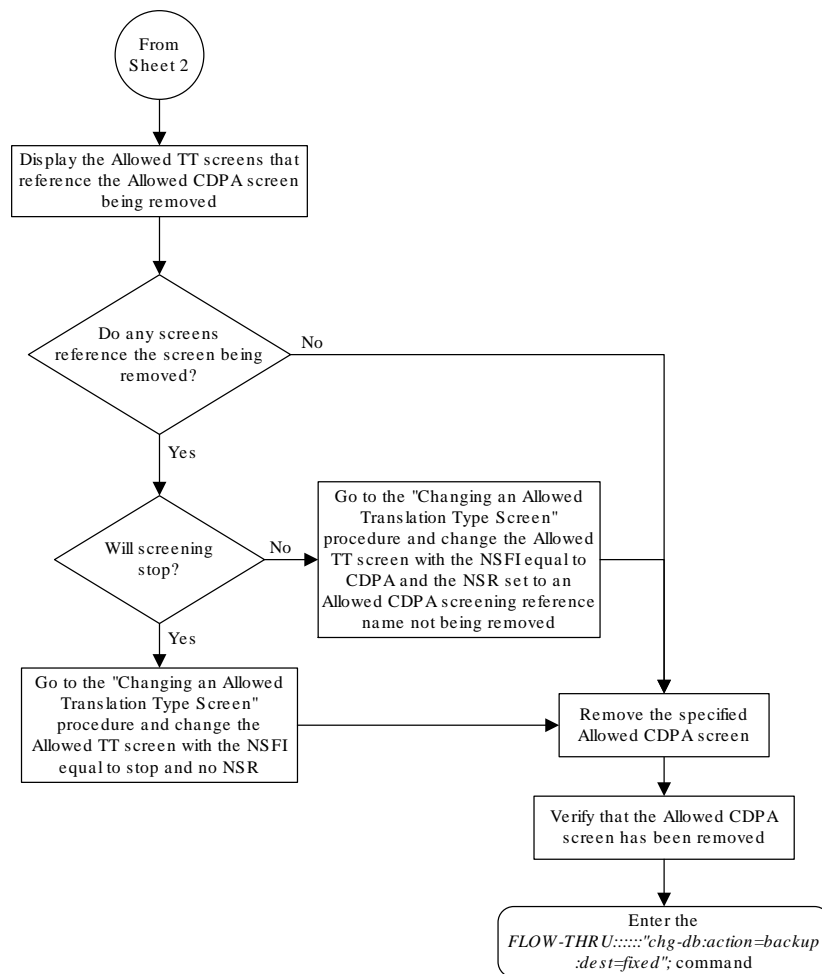 From
Sheet 2
Display the Allowed TT screens that
reference the Allowed CDPA screen
being removed
Do any screens
reference the screen being
removed?
No
Yes
Will screening
stop?
No
Go to the "Changing an Allowed
Translation Type Screen"
procedure and change the Allowed
TT screen with the NSFI equal to
CDPA and the NSR set to an
Allowed CDPA screening reference
name not being removed
Yes
Go to the "Changing an Allowed
Translation Type Screen"
procedure and change the
Allowed TT screen with the NSFI
equal to stop and no NSR
Remove the specified
Allowed CDPA screen
Verify that the Allowed CDPA
screen has been removed
Enter the
FLOW-THRU::::::"chg-db:action=backup
:dest=fixed"; command